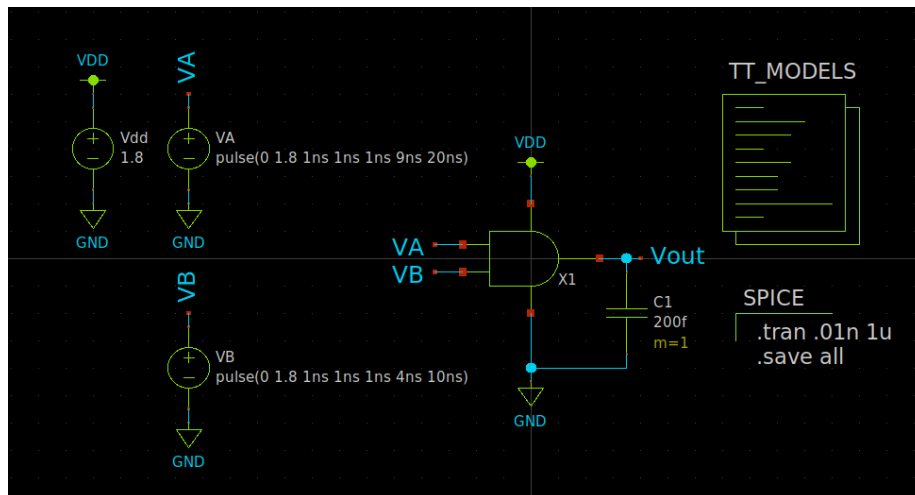 VDD
Vdd
1.8
GND
VA
VA
pulse(0 1.8 1ns 1ns 1ns 9ns 20ns)
GND
VB
VB
pulse(0 1.8 1ns 1ns 1ns 4ns 10ns)
GND
VDD
VA
VB
X1
Vout
C1
200f
m=1
GND
TT_MODELS
SPICE
.tran .01n 1u
.save all